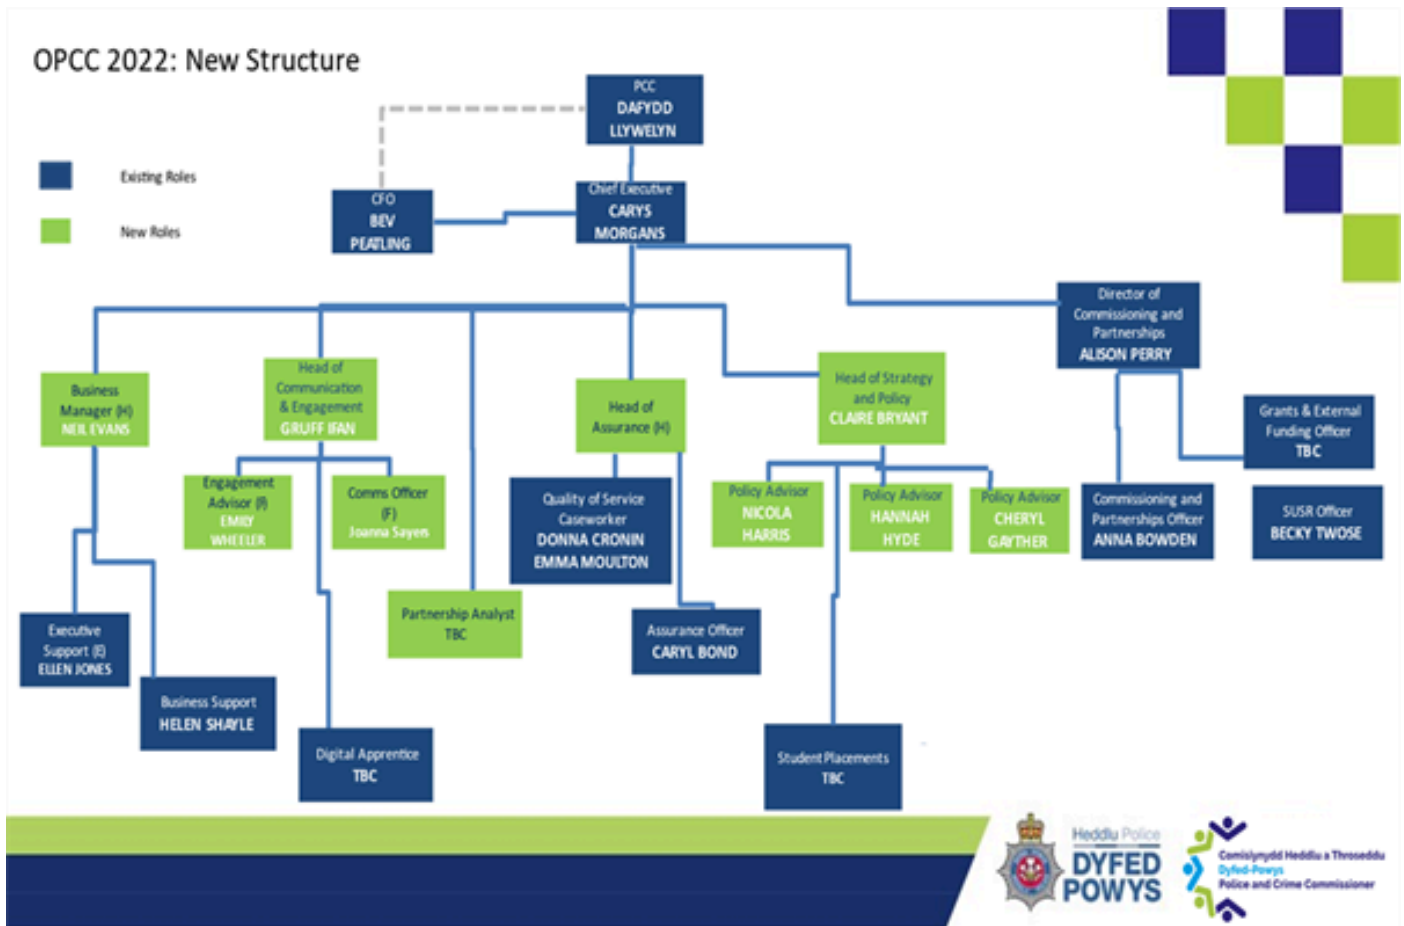 OPCC 2022: New Structure
Existing Roles
New Roles
PCC
DAFYDD
LLYWELYN
CFO
BEV
PEATLING
Chief Executive
CARYS
MORGANS
Director of
Commissioning and
Partnerships
ALISON PERRY
Business
Manager (H)
NEIL EVANS
Head of
Communication
& Engagement
GRUFF IFAN
Head of
Assurance (H)
Head of Strategy
and Policy
CLAIRE BRYANT
Grants & External
Funding Officer
TBC
Engagement
Advisor (F)
EMILY
WHEELER
Comms Officer
(F)
Joanna Sayers
Quality of Service
Caseworker
DONNA CRONIN
EMMA MOULTON
Policy Advisor
NICOLA
HARRIS
Policy Advisor
HANNAH
HYDE
Policy Advisor
CHERYL
GAYTHER
Commissioning and
Partnerships Officer
ANNA BOWDEN
SUSR Officer
BECKY TWOSE
Executive
Support (E)
ELLEN JONES
Partnership Analyst
TBC
Assurance Officer
CARYL BOND
Business Support
HELEN SHAYLE
Digital Apprentice
TBC
Student Placements
TBC
Heddlu Police
DYFED
POWYS
Comisiynydd Heddlu a Throseddu
Dyfed-Powys
Police and Crime Commissioner